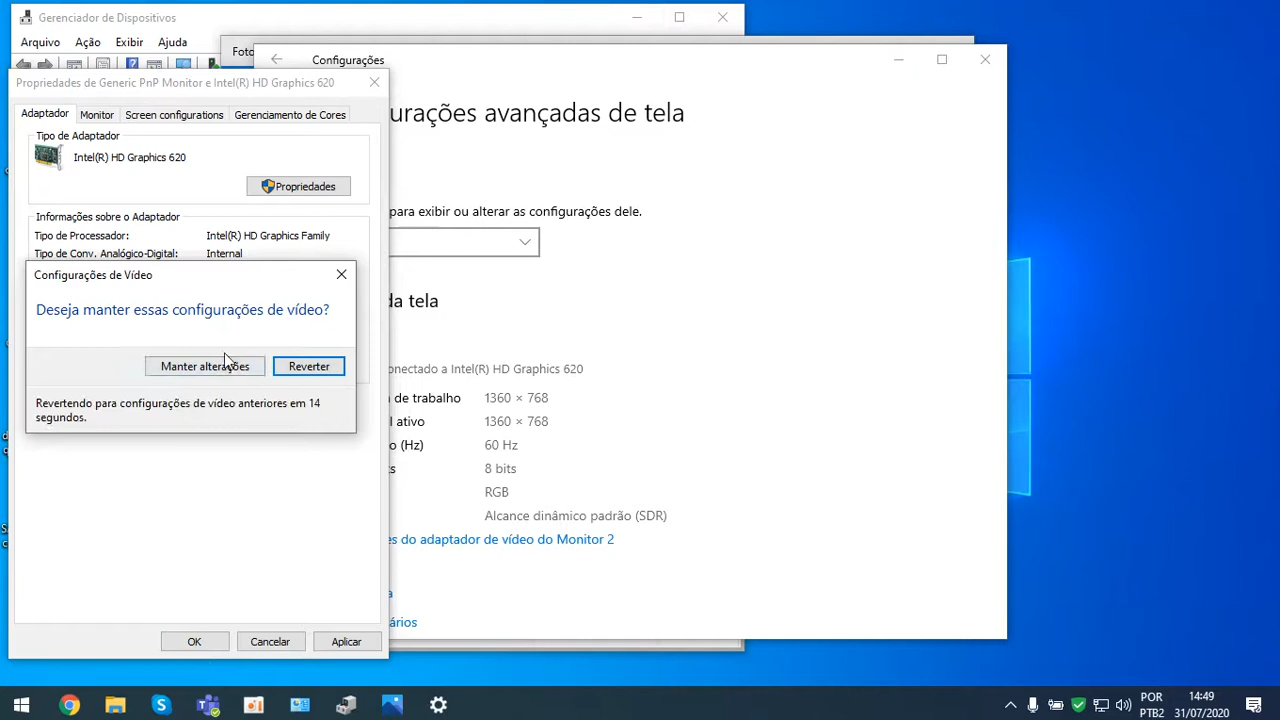 Gerenciador de Dispositivos
Arquivo Ação Exibir Ajuda
Configurações
Propriedades de Generic PnP Monitor e Intel(R) HD Graphics 620
Adaptador Monitor Screen configurations Gerenciamento de Cores
urações avançadas de tela
Tipo de Adaptador
Intel(R) HD Graphics 620
Propriedades
para exibir ou alterar as configurações dele.
Informações sobre o Adaptador
Tipo de Processador: Intel(R) HD Graphics Family
Tipo de Conv. Analógico-Digital: Internal
Configurações de Vídeo
Deseja manter essas configurações de vídeo?
Manter alterações Reverter
Revertendo para configurações de vídeo anteriores em 14
segundos.
da tela
onectado a Intel(R) HD Graphics 620
de trabalho 1360 × 768
l ativo 1360 × 768
o (Hz) 60 Hz
ts 8 bits
RGB
Alcance dinâmico padrão (SDR)
es do adaptador de vídeo do Monitor 2
a
ários
OK Cancelar Aplicar
POR
PTB2
14:49
31/07/2020